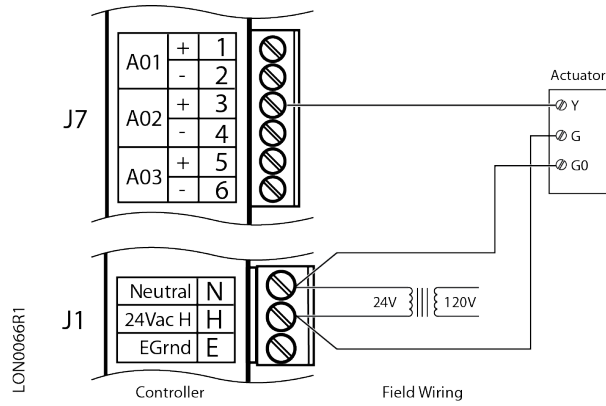 J7
A01 + 1
- 2
A02 + 3
- 4
A03 + 5
- 6
Actuator
Y
G
G0
J1
Neutral N
24Vac H H
EGrnd E
24V 120V
Controller
Field Wiring
LON0066R1